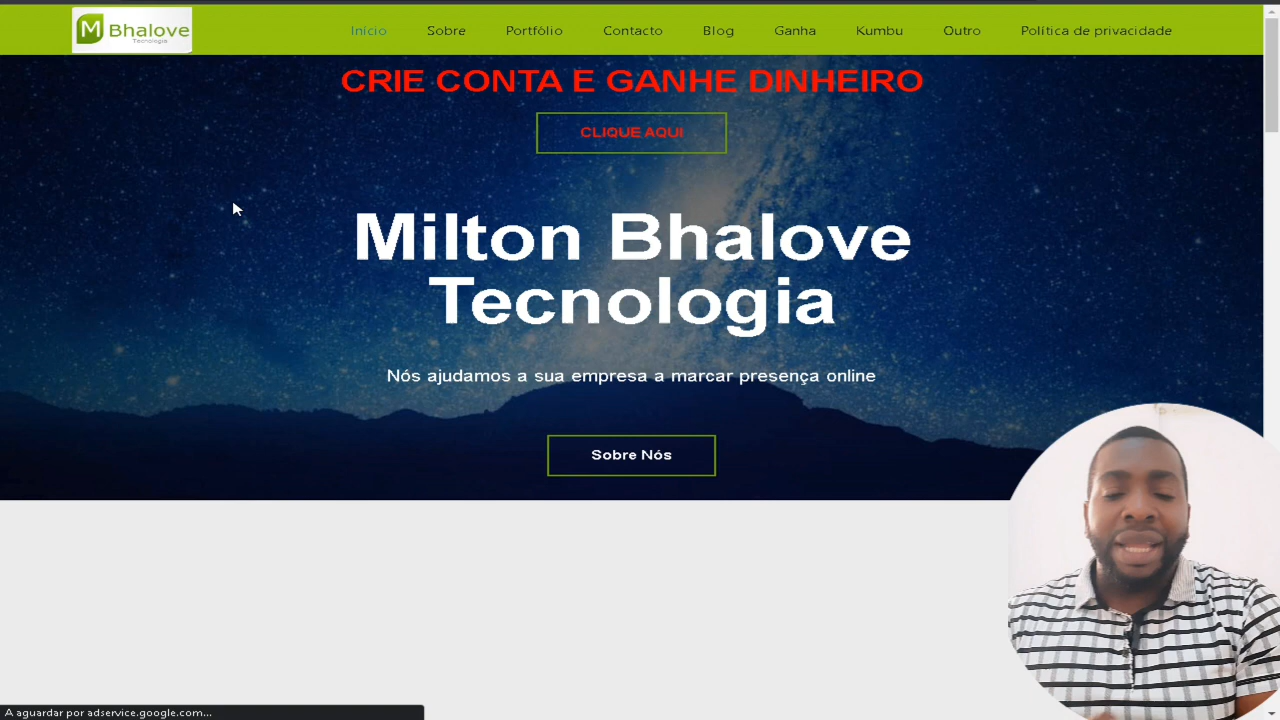 M Bhalove
Tecnologia
Início Sobre Portfólio Contacto Blog Ganha Kumbu Outro Política de privacidade
CRIE CONTA E GANHE DINHEIRO
CLIQUE AQUI
Milton Bhalove
Tecnologia
Nós ajudamos a sua empresa a marcar presença online
Sobre Nós
A aguardar por adservice.google.com...